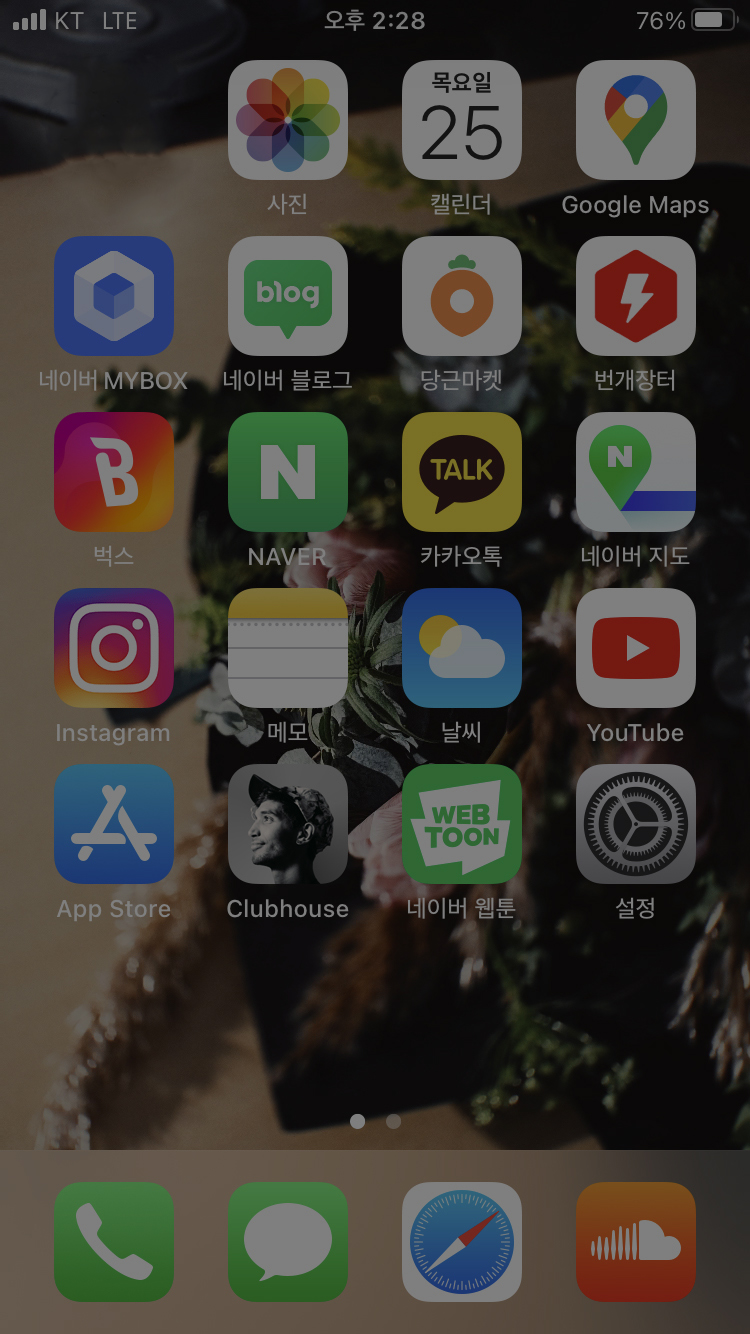 KT LTE 오후 2:28 76%
목요일
25
사진 캘린더 Google Maps
blog
네이버 MYBOX 네이버 블로그 당근마켓 번개장터
B N TALK N
벅스 NAVER 카카오톡 네이버 지도
Instagram 메모 날씨 YouTube
WEB
TOON
App Store Clubhouse 네이버 웹툰 설정